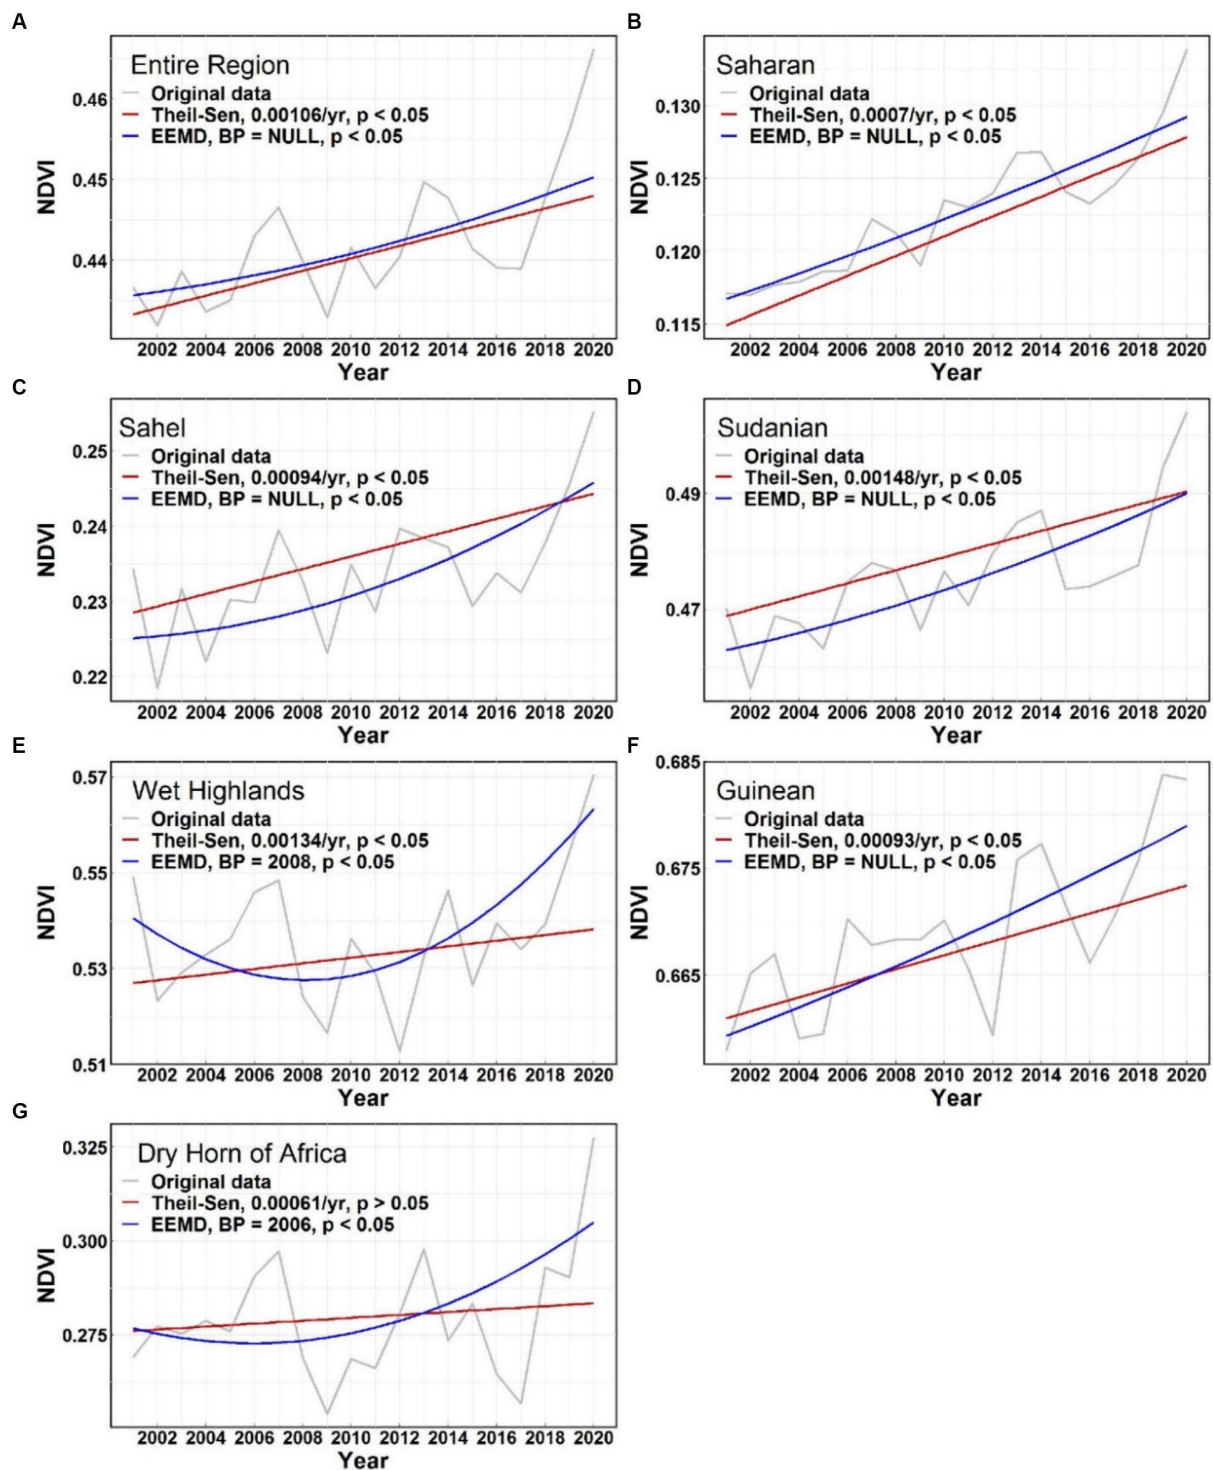 A
Entire Region
Original data
Theil-Sen, 0.00106/yr, p < 0.05
EEMD, BP = NULL, p < 0.05
0.46
0.45
0.44
NDVI
2002 2004 2006 2008 2010 2012 2014 2016 2018 2020
Year
B
Saharan
Original data
Theil-Sen, 0.0007/yr, p < 0.05
EEMD, BP = NULL, p < 0.05
0.130
0.125
0.120
0.115
NDVI
2002 2004 2006 2008 2010 2012 2014 2016 2018 2020
Year
C
Sahel
Original data
Theil-Sen, 0.00094/yr, p < 0.05
EEMD, BP = NULL, p < 0.05
0.25
0.24
0.23
0.22
NDVI
2002 2004 2006 2008 2010 2012 2014 2016 2018 2020
Year
D
Sudanian
Original data
Theil-Sen, 0.00148/yr, p < 0.05
EEMD, BP = NULL, p < 0.05
0.49
0.47
NDVI
2002 2004 2006 2008 2010 2012 2014 2016 2018 2020
Year
E
Wet Highlands
Original data
Theil-Sen, 0.00134/yr, p < 0.05
EEMD, BP = 2008, p < 0.05
0.57
0.55
0.53
0.51
NDVI
2002 2004 2006 2008 2010 2012 2014 2016 2018 2020
Year
F
Guinean
Original data
Theil-Sen, 0.00093/yr, p < 0.05
EEMD, BP = NULL, p < 0.05
0.685
0.675
0.665
NDVI
2002 2004 2006 2008 2010 2012 2014 2016 2018 2020
Year
G
Dry Horn of Africa
Original data
Theil-Sen, 0.00061/yr, p > 0.05
EEMD, BP = 2006, p < 0.05
0.325
0.300
0.275
NDVI
2002 2004 2006 2008 2010 2012 2014 2016 2018 2020
Year